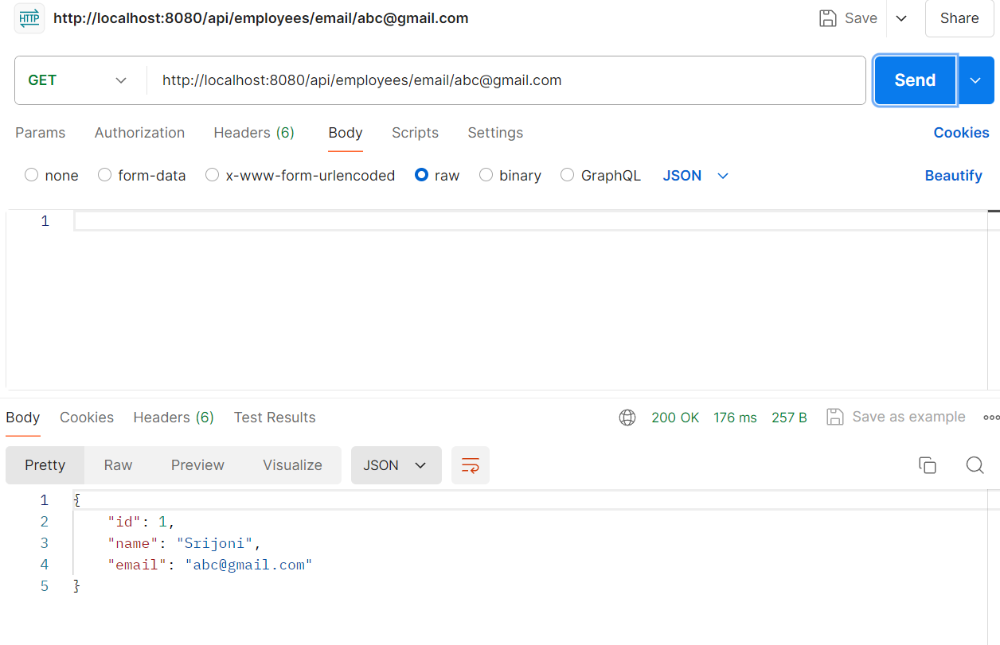 HTTP http://localhost:8080/api/employees/email/abc@gmail.com Save Share
GET http://localhost:8080/api/employees/email/abc@gmail.com Send
Params Authorization Headers (6) Body Scripts Settings Cookies
none form-data x-www-form-urlencoded raw binary GraphQL JSON Beautify
1
Body Cookies Headers (6) Test Results 200 OK 176 ms 257 B Save as example
Pretty Raw Preview Visualize JSON
1 {
2 "id": 1,
3 "name": "Srijoni",
4 "email": "abc@gmail.com"
5 }